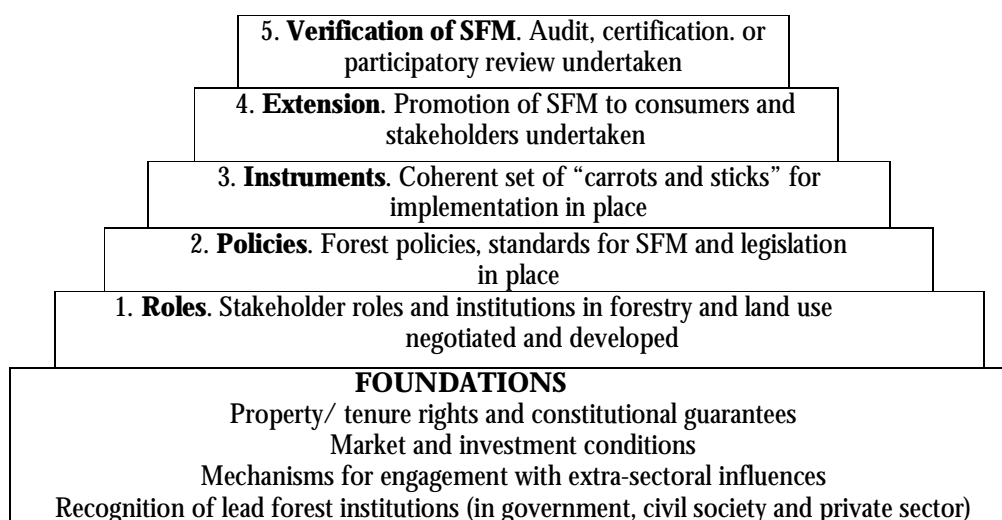 5. Verification of SFM. Audit, certification. or
participatory review undertaken
4. Extension. Promotion of SFM to consumers and
stakeholders undertaken
3. Instruments. Coherent set of “carrots and sticks” for
implementation in place
2. Policies. Forest policies, standards for SFM and legislation
in place
1. Roles. Stakeholder roles and institutions in forestry and land use
negotiated and developed
FOUNDATIONS
Property/ tenure rights and constitutional guarantees
Market and investment conditions
Mechanisms for engagement with extra-sectoral influences
Recognition of lead forest institutions (in government, civil society and private sector)